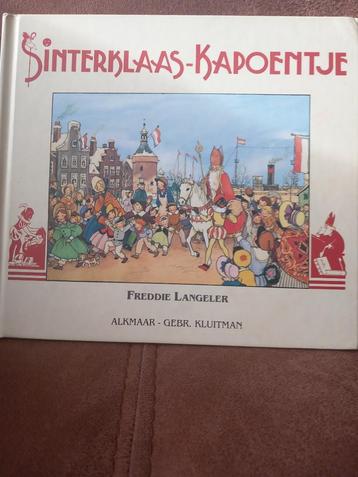 SINTERKLAAS-KAPOENTJE
FREDDIE LANGELER
ALKMAAR - GEBR. KLUITMAN